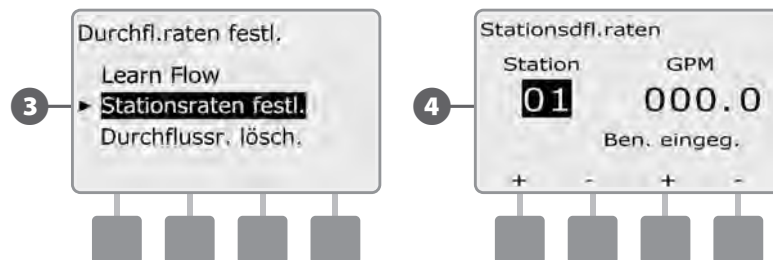 Durchfl.raten festl.
Learn Flow
3
► Stationsraten festl.
Durchflussr. lösch.
Stationsdfl.raten
Station GPM
4
01 000.0
Ben. eingeg.
+ - + -